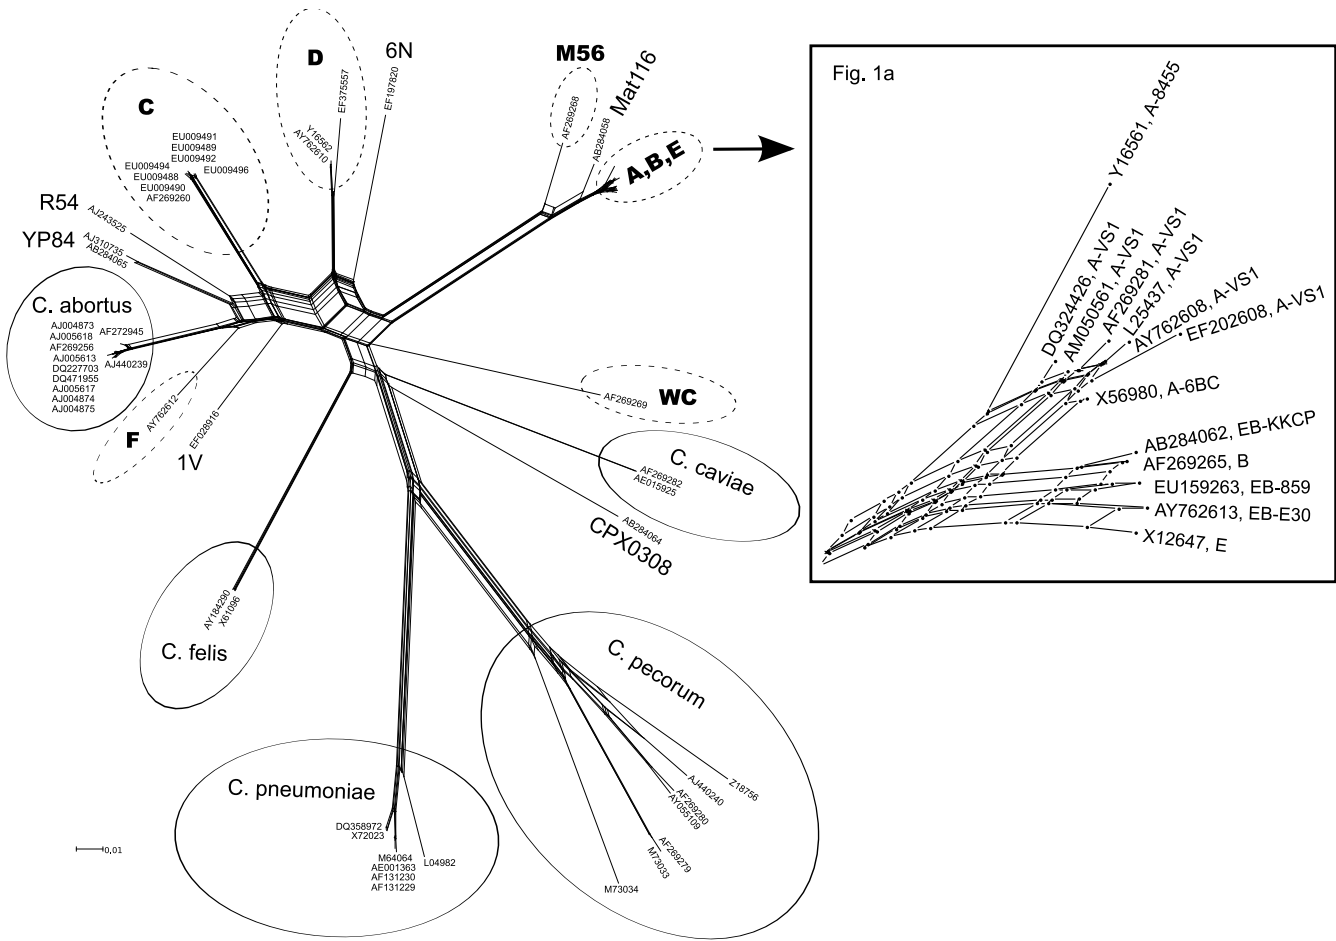 D
6N
EF375557
EF197820
Y16562
AY762610
M56
AF269268
Mat116
AB284058
A,B,E
C
EU009491
EU009489
EU009492
EU009494
EU009496
EU009488
EU009490
AF269260
R54
AJ243525
YP84
AJ310735
AB284065
C. abortus
AJ004873
AF272945
AJ005618
AF269256
AJ005613
AJ440239
DQ227703
DQ471955
AJ005617
AJ004874
AJ004875
F
AY762612
EF028916
1V
WC
AF269269
C. caviae
AF269282
AE015925
AB284064
CPX0308
C. felis
AY184290
X61096
C. pecorum
Z18756
AJ440240
AF269280
AY055109
AF269279
M73033
M73034
C. pneumoniae
DQ358972
X72023
M64064
L04982
AE001363
AF131230
AF131229
0.01
Fig. 1a
Y16561, A-8455
DQ324426, A-VS1
AM050561, A-VS1
AF269281, A-VS1
L25437, A-VS1
AY762608, A-VS1
EF202608, A-VS1
X56980, A-6BC
AB284062, EB-KKCP
AF269265, B
EU159263, EB-859
AY762613, EB-E30
X12647, E